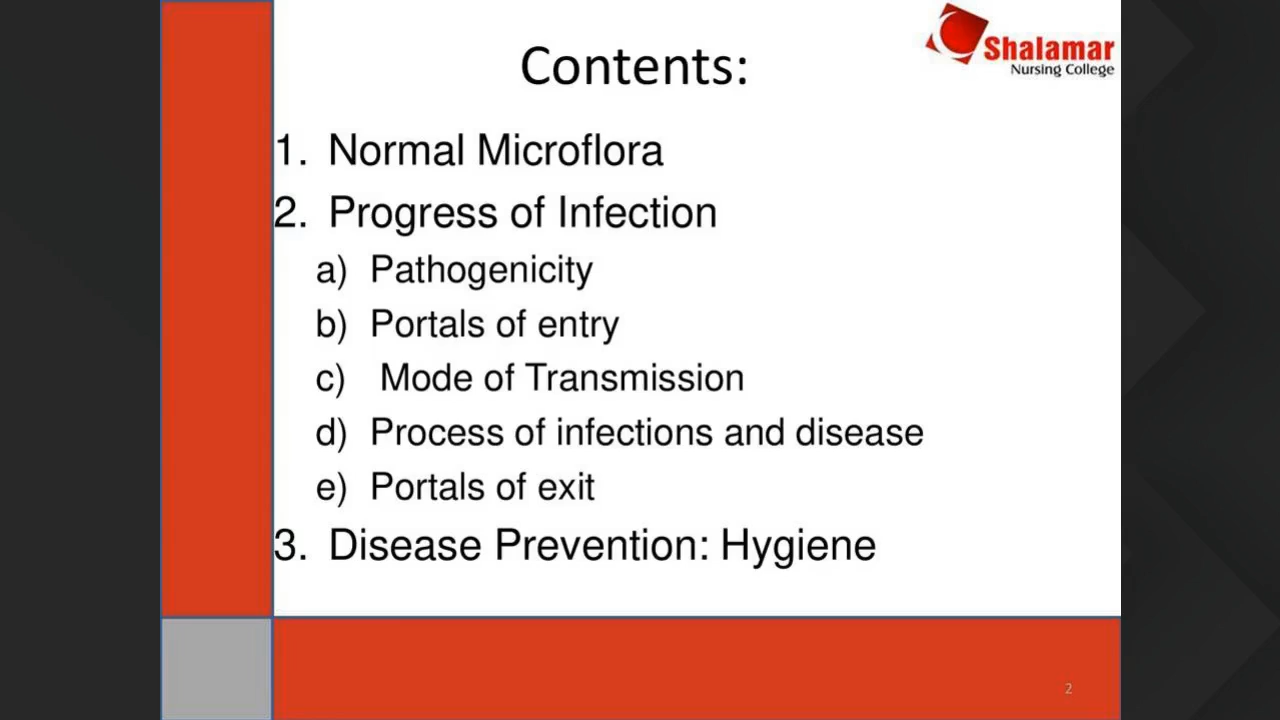 Shalamar
Nursing College
Contents:
1. Normal Microflora
2. Progress of Infection
a) Pathogenicity
b) Portals of entry
c) Mode of Transmission
d) Process of infections and disease
e) Portals of exit
3. Disease Prevention: Hygiene
2